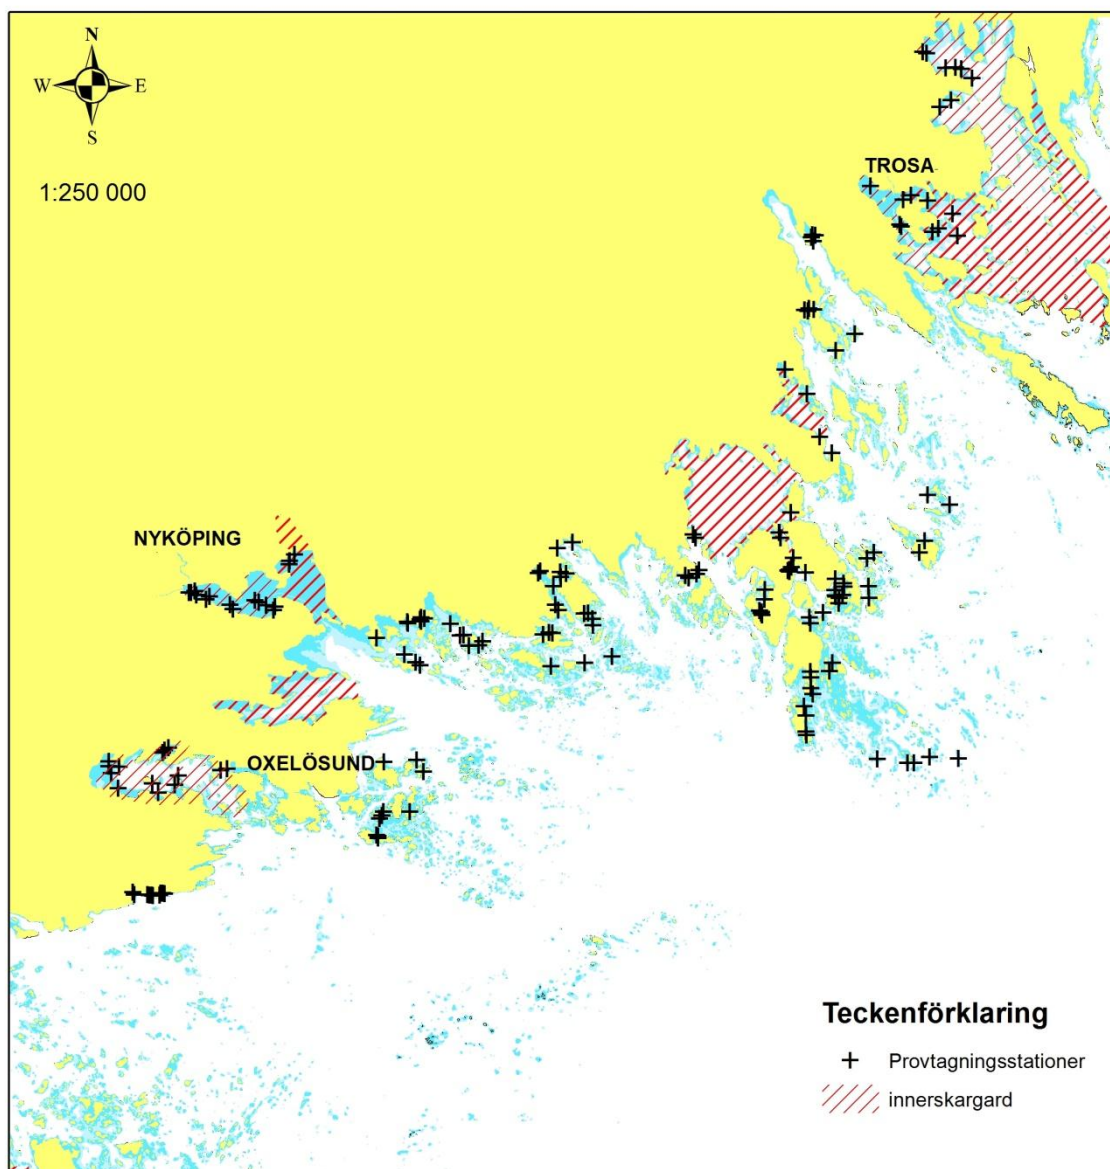 N
W E
S
1:250 000
TROSA
NYKÖPING
OXELÖSUND
Teckenförklaring
Provtagningsstationer
innerskargard